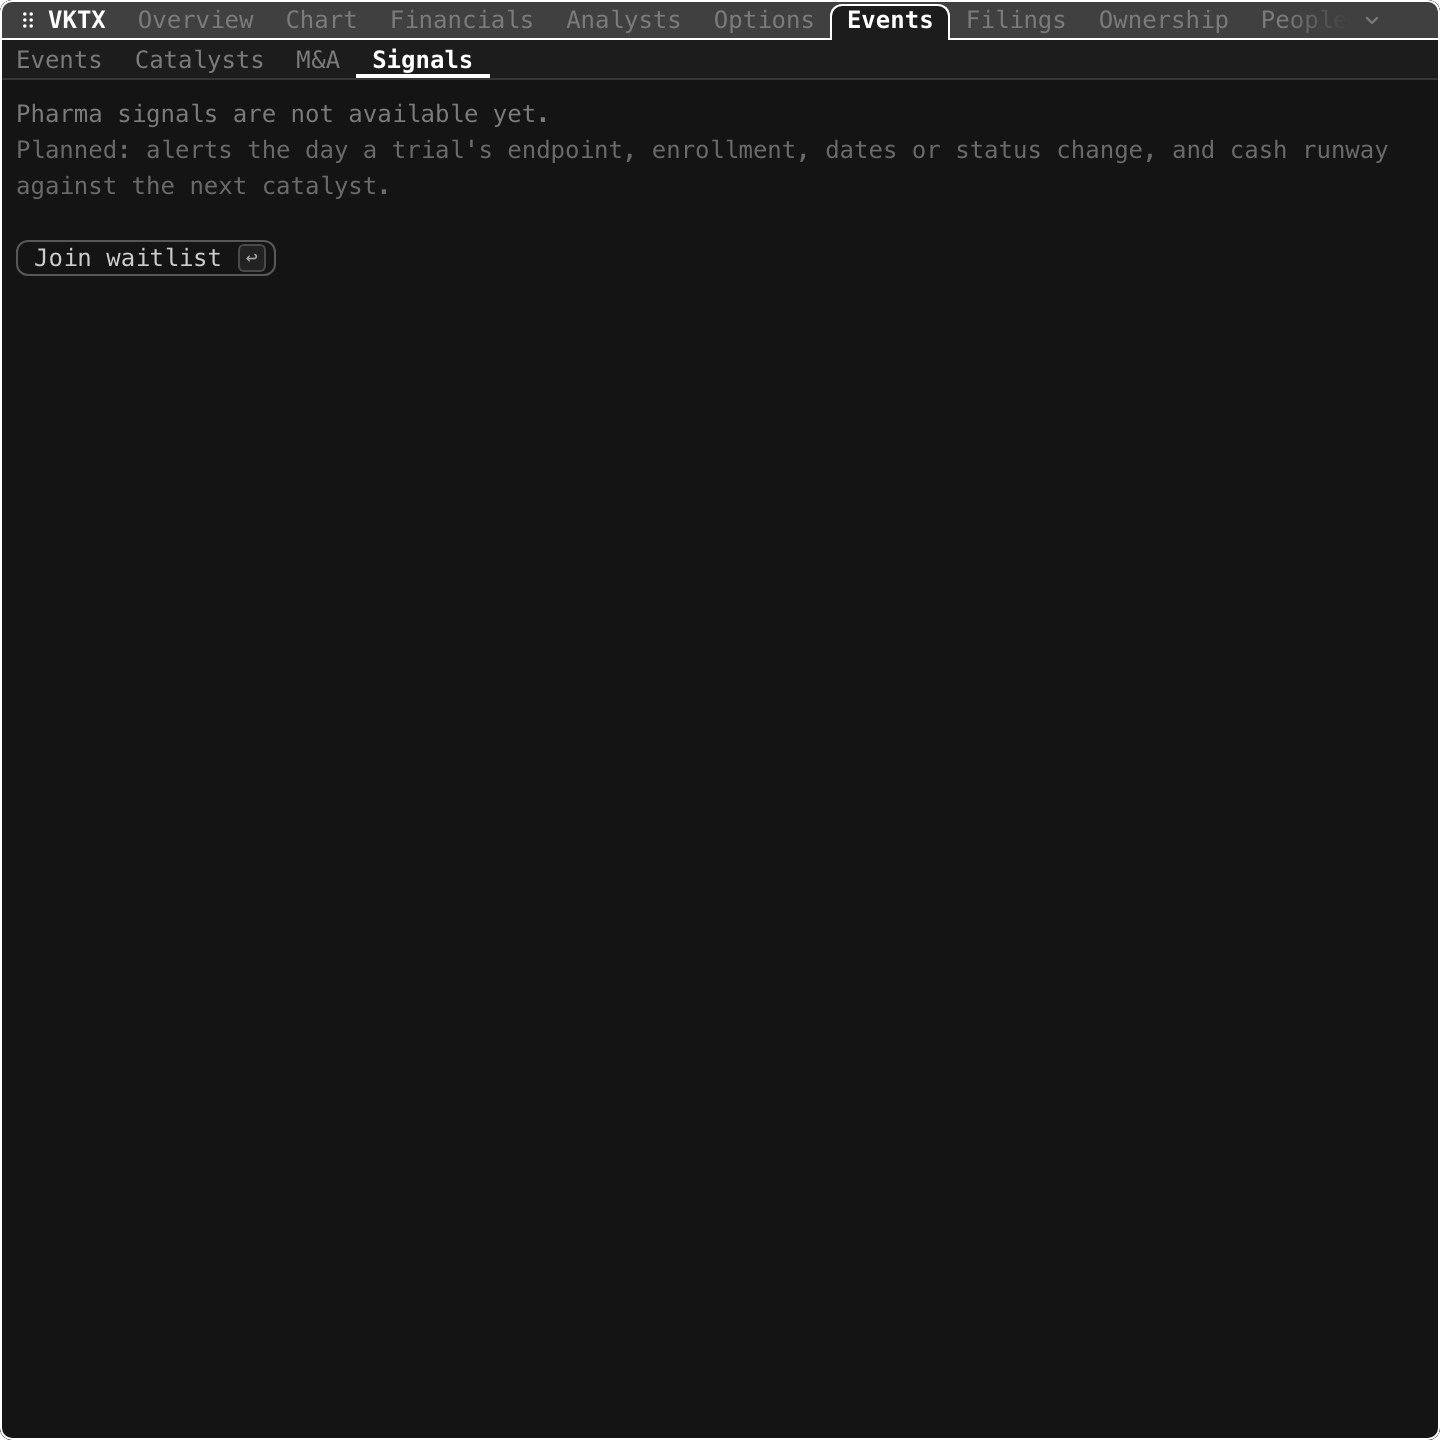 VKTX Overview Chart Financials Analysts Options Events Filings Ownership People
Events Catalysts M&A Signals
Pharma signals are not available yet.
Planned: alerts the day a trial's endpoint, enrollment, dates or status change, and cash runway
against the next catalyst.
Join waitlist ↩